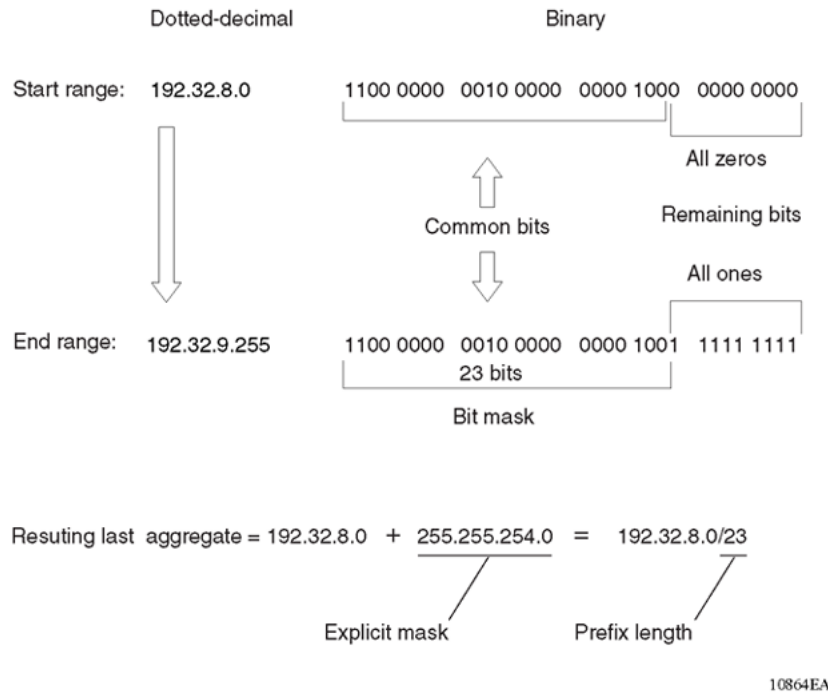 Dotted-decimal Binary
Start range: 192.32.8.0 1100 0000 0010 0000 0000 1000 0000 0000
All zeros
Common bits Remaining bits
All ones
End range: 192.32.9.255 1100 0000 0010 0000 0000 1001 1111 1111
23 bits
Bit mask
Resuting last aggregate = 192.32.8.0 + 255.255.254.0 = 192.32.8.0/23
Explicit mask Prefix length
10864EA